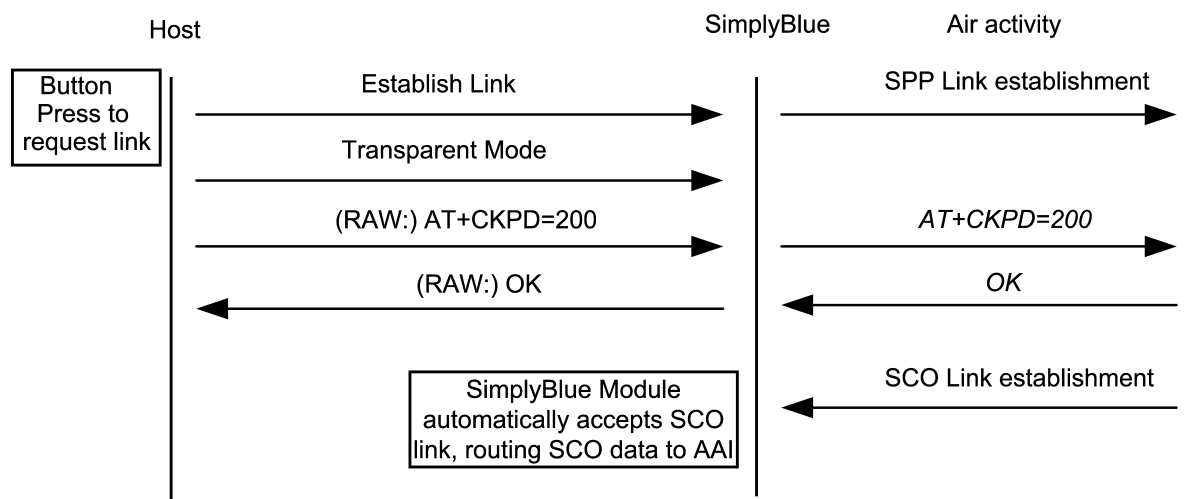 Host
SimplyBlue
Air activity
Button
Press to
request link
Establish Link
SPP Link establishment
Transparent Mode
(RAW:) AT+CKPD=200
AT+CKPD=200
(RAW:) OK
OK
SimplyBlue Module
automatically accepts SCO
link, routing SCO data to AAI
SCO Link establishment